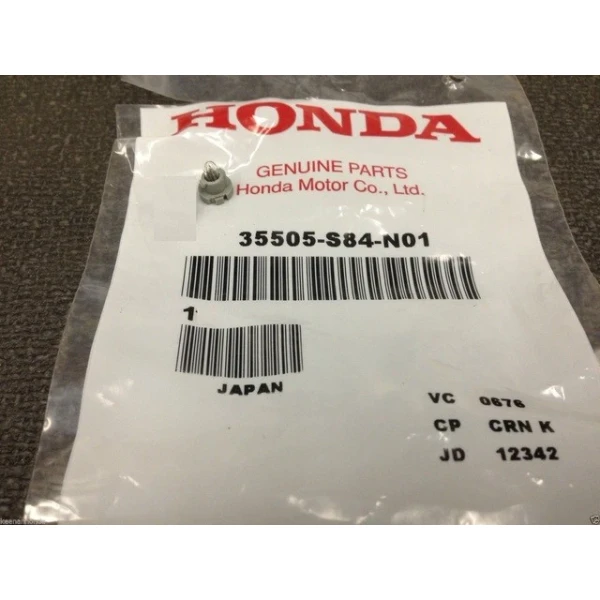 HONDA
GENUINE PARTS
Honda Motor Co., Ltd.
35505-S84-N01
1
JAPAN
VC 0676
CP CRN K
JD 12342